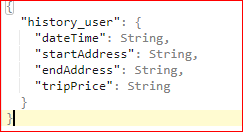 {
"history_user": {
"dateTime": String,
"startAddress": String,
"endAddress": String,
"tripPrice": String
}
}